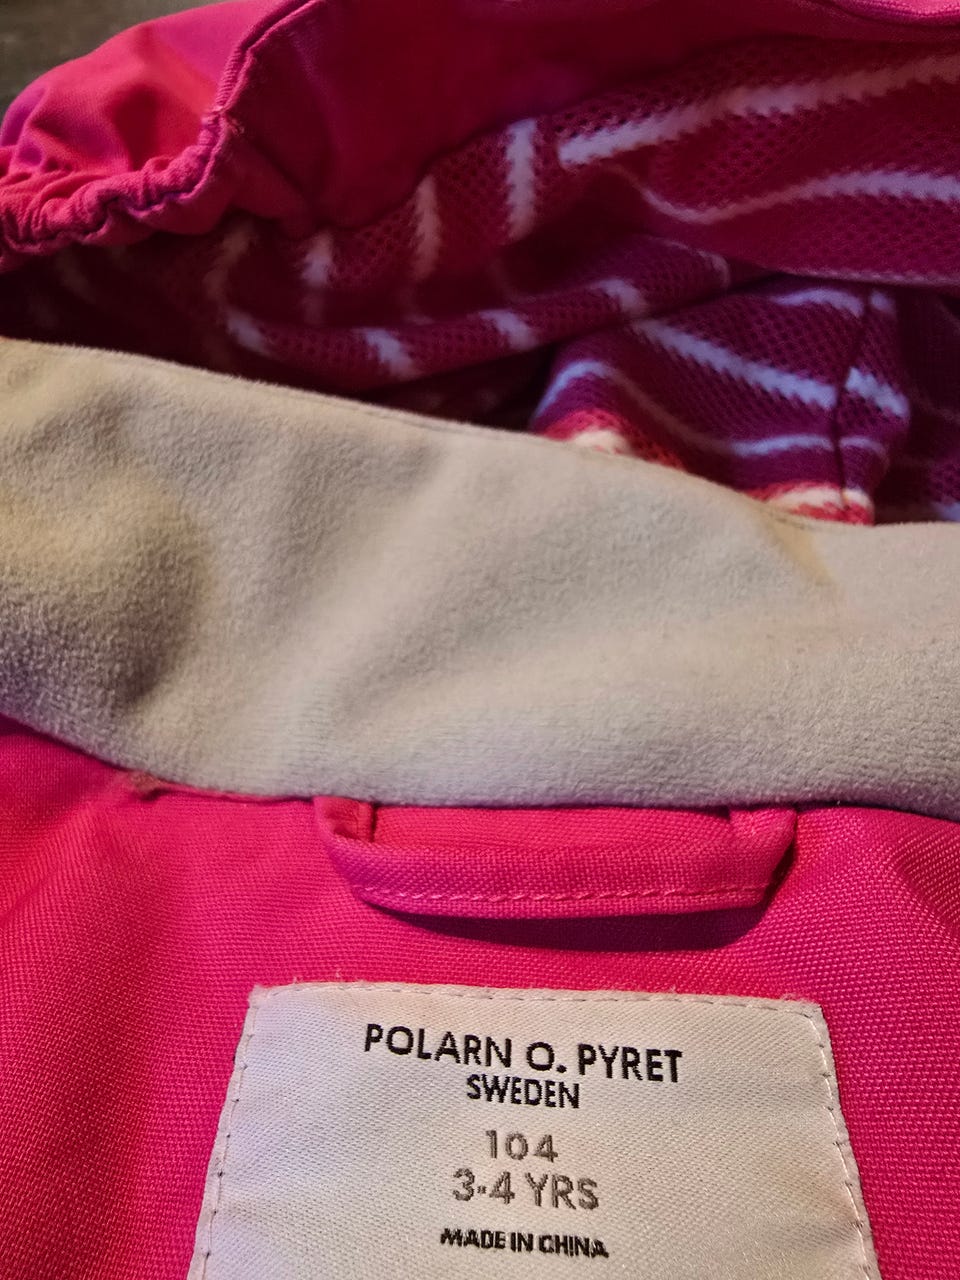 POLARN O. PYRET
SWEDEN
104
3-4 YRS
MADE IN CHINA